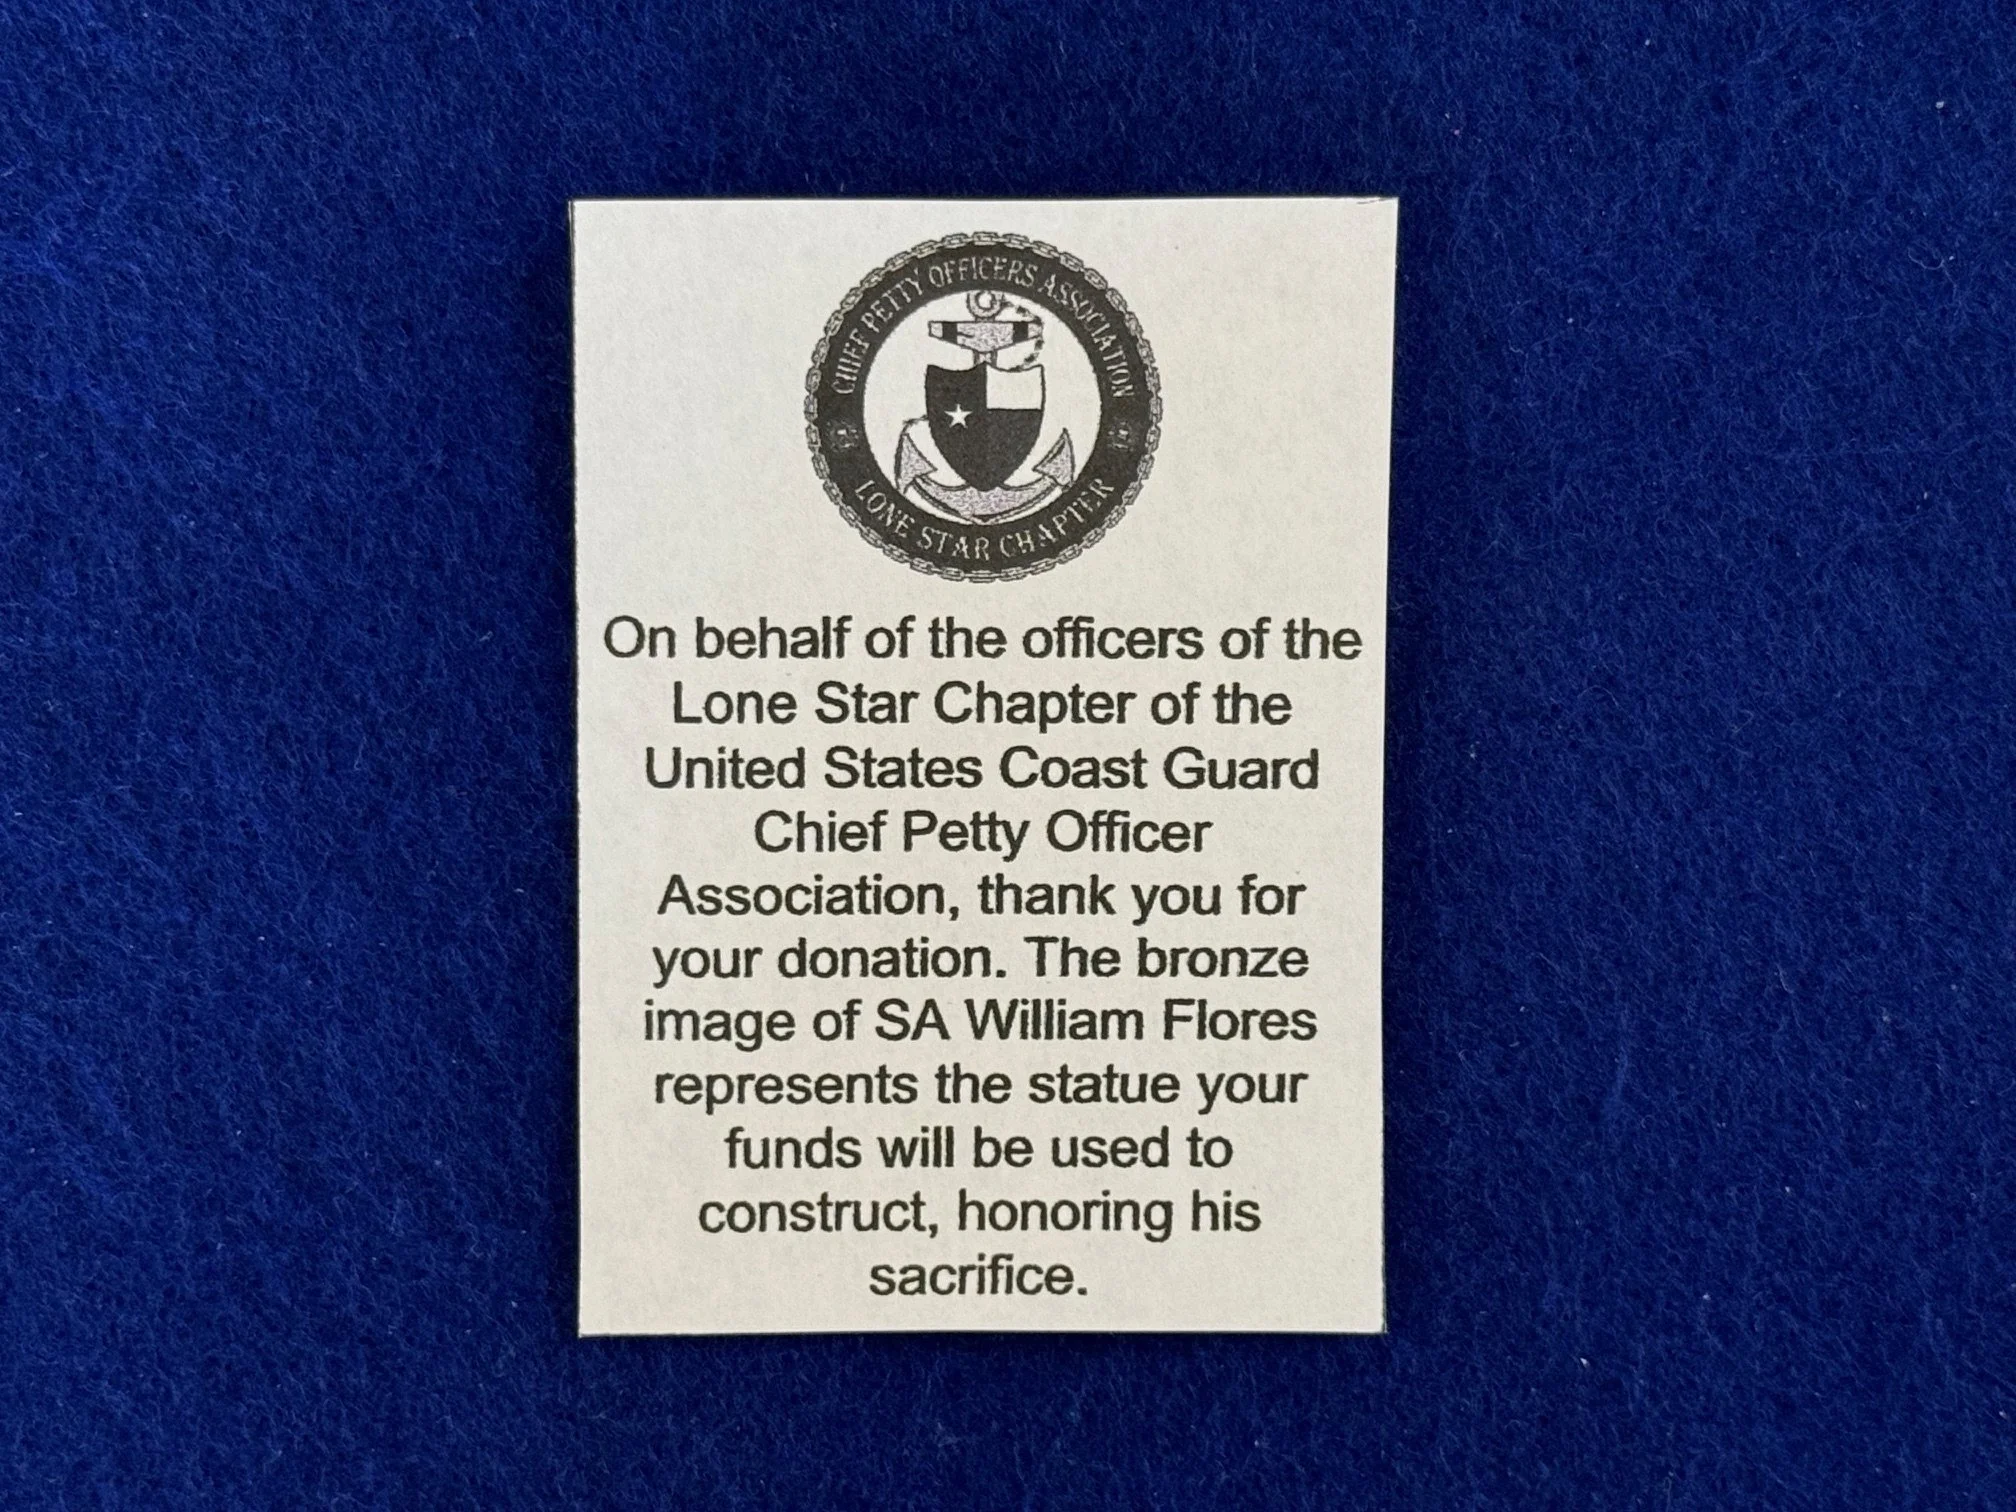 CHIEF PETTY OFFICERS ASSOCIATION
LONE STAR CHAPTER
On behalf of the officers of the
Lone Star Chapter of the
United States Coast Guard
Chief Petty Officer
Association, thank you for
your donation. The bronze
image of SA William Flores
represents the statue your
funds will be used to
construct, honoring his
sacrifice.